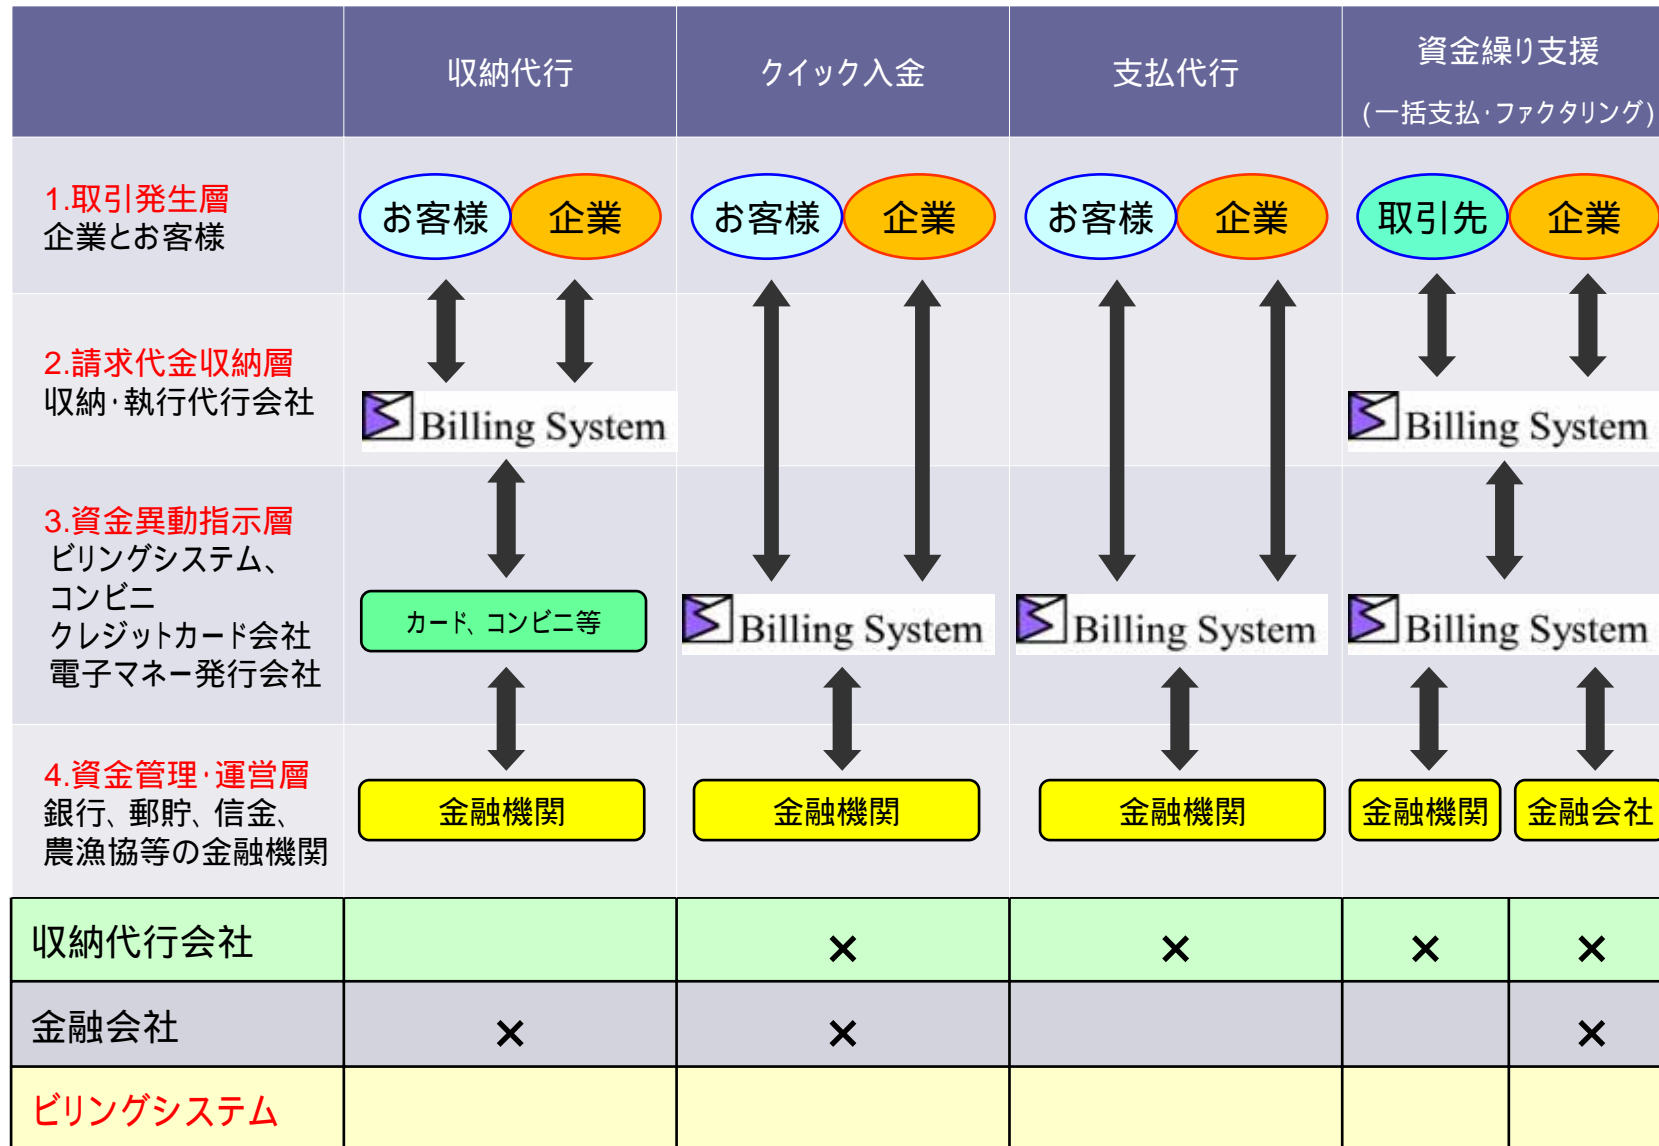 収納代行
クイック入金
支払代行
資金繰り支援
(一括支払・ファクタリング)
1.取引発生層
企業とお客様
お客様
企業
お客様
企業
お客様
企業
取引先
企業
2.請求代金収納層
収納・執行代行会社
Billing System
Billing System
3.資金異動指示層
ビリングシステム、
コンビニ
クレジットカード会社
電子マネー発行会社
カード、コンビニ等
Billing System
Billing System
Billing System
4.資金管理・運営層
銀行、郵貯、信金、
農漁協等の金融機関
金融機関
金融機関
金融機関
金融機関
金融会社
収納代行会社
×
×
×
×
金融会社
×
×
×
ビリングシステム